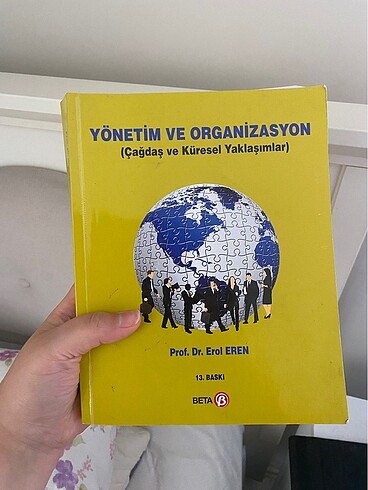 YÖNETİM VE ORGANİZASYON
(Çağdaş ve Küresel Yaklaşımlar)
Prof. Dr. Erol EREN
13. BASKI
BETA B